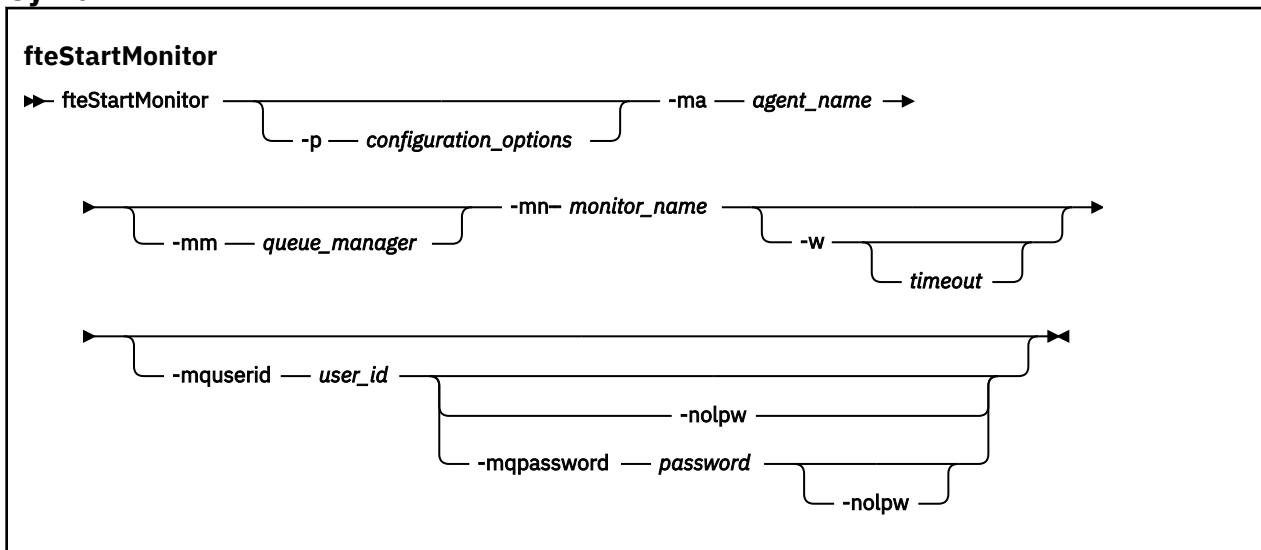 fteStartMonitor
fteStartMonitor -ma agent_name
-p configuration_options
-mn monitor_name
-mm queue_manager -w
timeout
-mquserid user_id
-nolpw
-mqpassword password
-nolpw